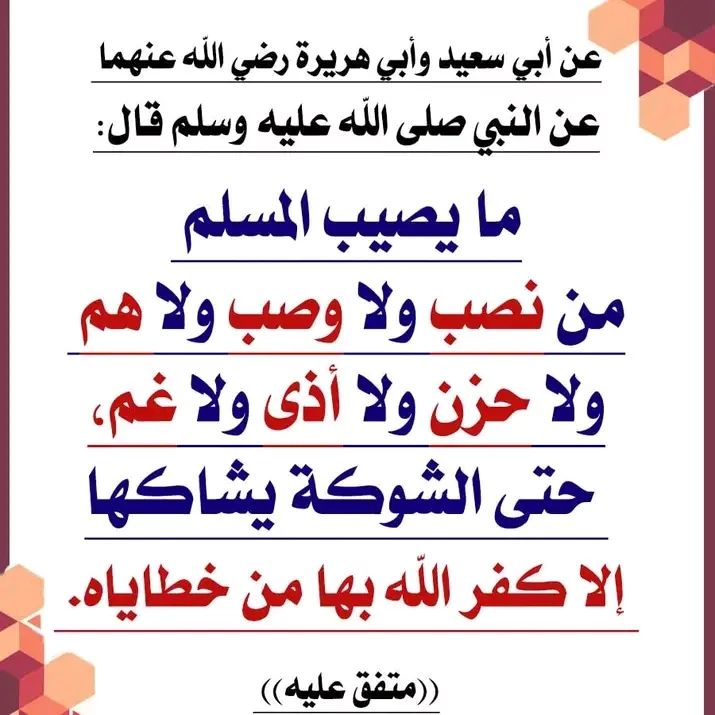 عن أبي سعيد وأبي هريرة رضي الله عنهما
عن النبي صلى الله عليه وسلم قال:
ما يصيب المسلم
من نصب ولا وصب ولا هم
ولا حزن ولا أذى ولا غم،
حتى الشوكة يشاكها
إلا كفر الله بها من خطاياه.
((متفق عليه))